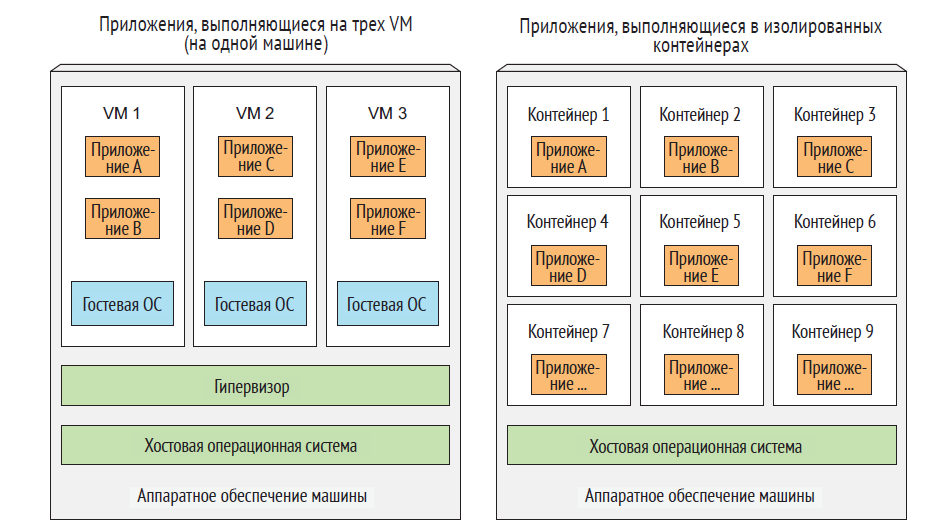 Приложения, выполняющиеся на трех VM
(на одной машине)
VM 1
VM 2
VM 3
Приложе-
ние A
Приложе-
ние C
Приложе-
ние E
Приложе-
ние B
Приложе-
ние D
Приложе-
ние F
Гостевая ОС
Гостевая ОС
Гостевая ОС
Гипервизор
Хостовая операционная система
Аппаратное обеспечение машины
Приложения, выполняющиеся в изолированных
контейнерах
Контейнер 1
Контейнер 2
Контейнер 3
Приложе-
ние A
Приложе-
ние B
Приложе-
ние C
Контейнер 4
Контейнер 5
Контейнер 6
Приложе-
ние D
Приложе-
ние E
Приложе-
ние F
Контейнер 7
Контейнер 8
Контейнер 9
Приложе-
ние ...
Приложе-
ние ...
Приложе-
ние ...
Хостовая операционная система
Аппаратное обеспечение машины